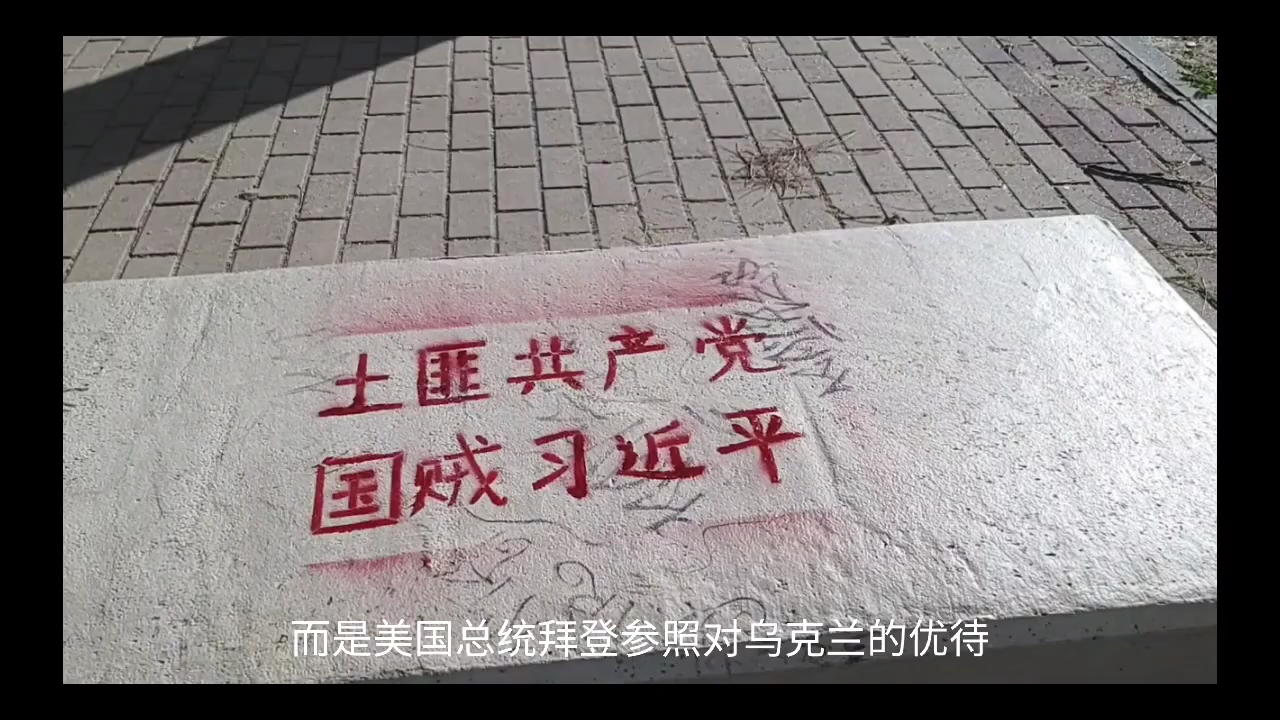 土匪共产党
国贼习近平
而是美国总统拜登参照对乌克兰的优待